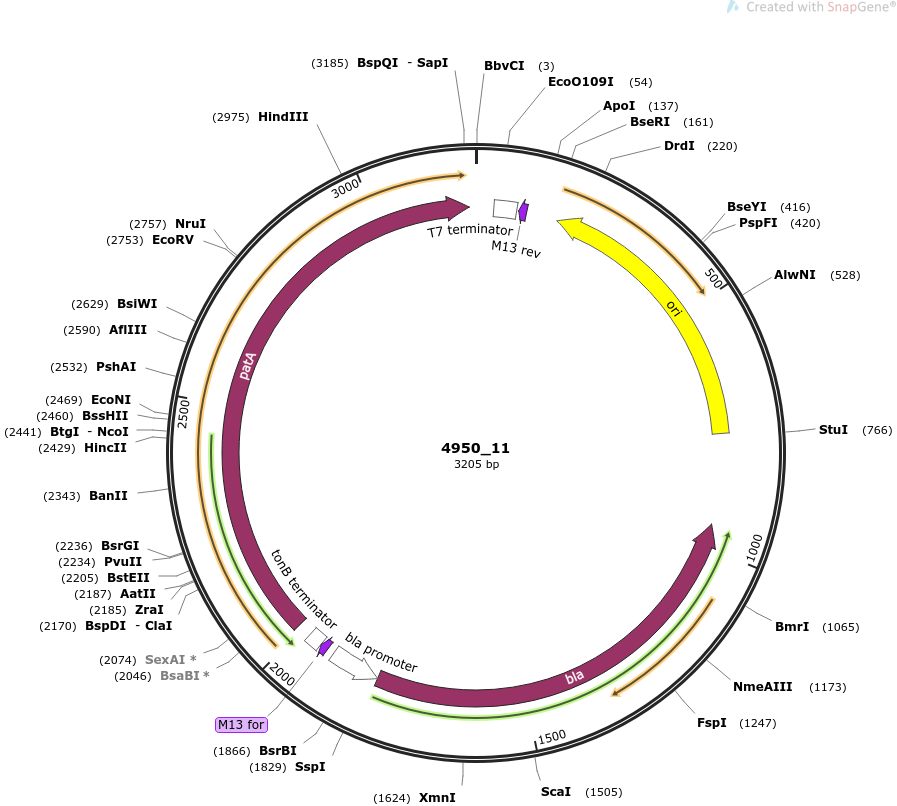 Created with SnapGene®
(3185) BspQI - SapI
BbvCI (3)
EcoO109I (54)
ApoI (137)
BseRI (161)
DrdI (220)
BseYI (416)
PspFI (420)
AlwNI (528)
StuI (766)
BmrI (1065)
NmeAIII (1173)
FspI (1247)
ScaI (1505)
(1624) XmnI
(1829) SspI
(1866) BsrBI
M13 for
(2046) BsaBI *
(2074) SexAI *
(2170) BspDI - ClaI
(2185) ZraI
(2187) AatII
(2205) BstEII
(2234) PvuII
(2236) BsrGI
(2343) BanII
(2429) HincII
(2441) BtgI - NcoI
(2460) BssHII
(2469) EcoNI
(2532) PshAI
(2590) AflIII
(2629) BsiWI
(2753) EcoRV
(2757) NruI
(2975) HindIII
500
1000
1500
2000
2500
3000
T7 terminator
M13 rev
ori
bla
bla promoter
tonB terminator
patA
4950_11
3205 bp